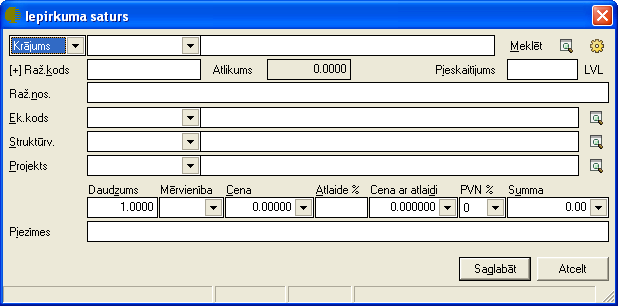 Iepirkuma saturs
Krājums Meklēt
[+] Raž.kods Atlikums 0.0000 Pieskaitījums LVL
Raž.nos.
Ek.kods
Struktūrv.
Projekts
Daudzums Mērvienība Cena Atlaide % Cena ar atlaidi PVN % Summa
1.0000 0.00000 0.000000 0 0.00
Piezīmes
Saglabāt Atcelt